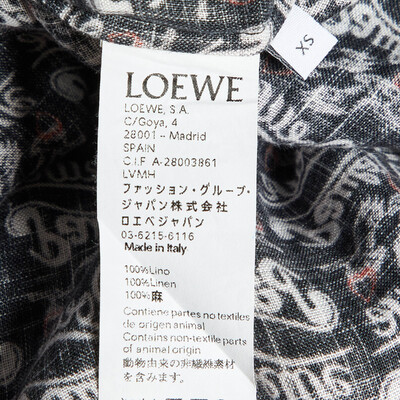 XS
LOEWE
LOEWE, S.A.
C/Goya, 4
28001 - Madrid
SPAIN
C.I.F A-28003861
LVMH
ファッション・グループ・
ジャパン株式会社
ロエベジャパン
03-6215-6116
Made in Italy
100%Lino
100%Linen
100%麻
Contiene partes no textiles
de origen animal
Contains non-textile parts
of animal origin
動物由来の非繊維素材
を含みます。